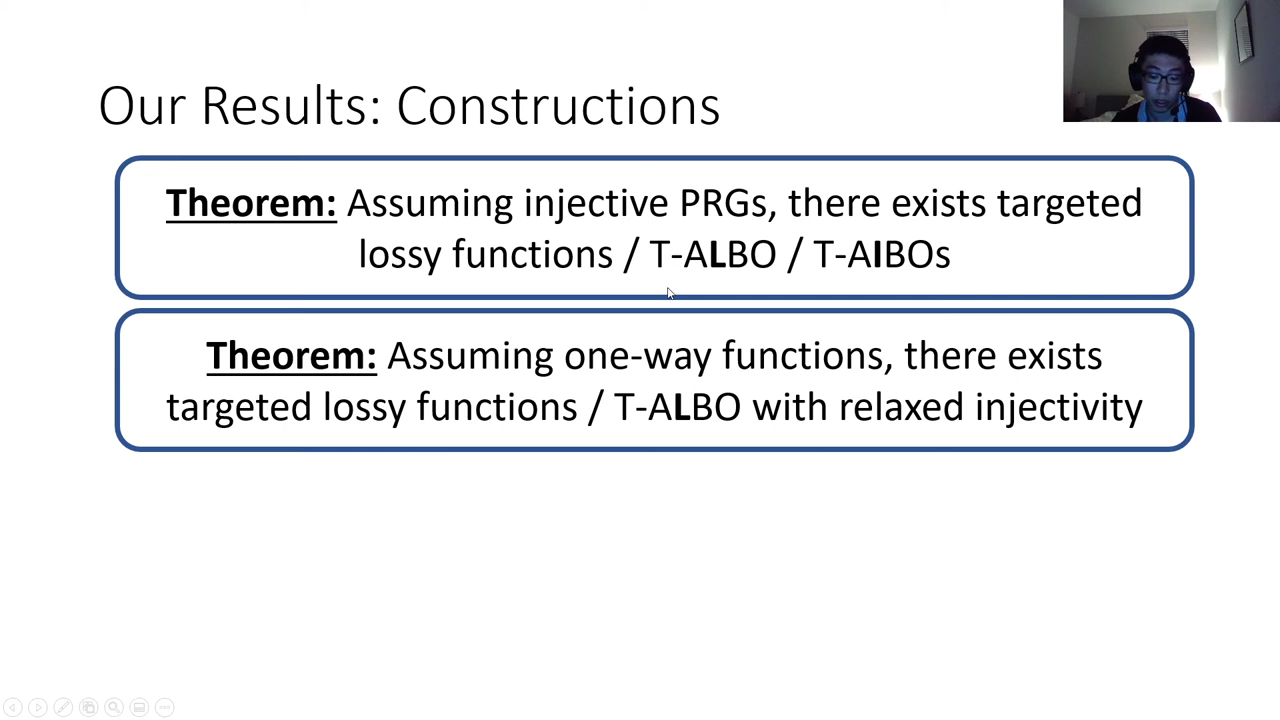 Our Results: Constructions
Theorem: Assuming injective PRGs, there exists targeted
lossy functions / T-ALBO / T-AIBOs
Theorem: Assuming one-way functions, there exists
targeted lossy functions / T-ALBO with relaxed injectivity